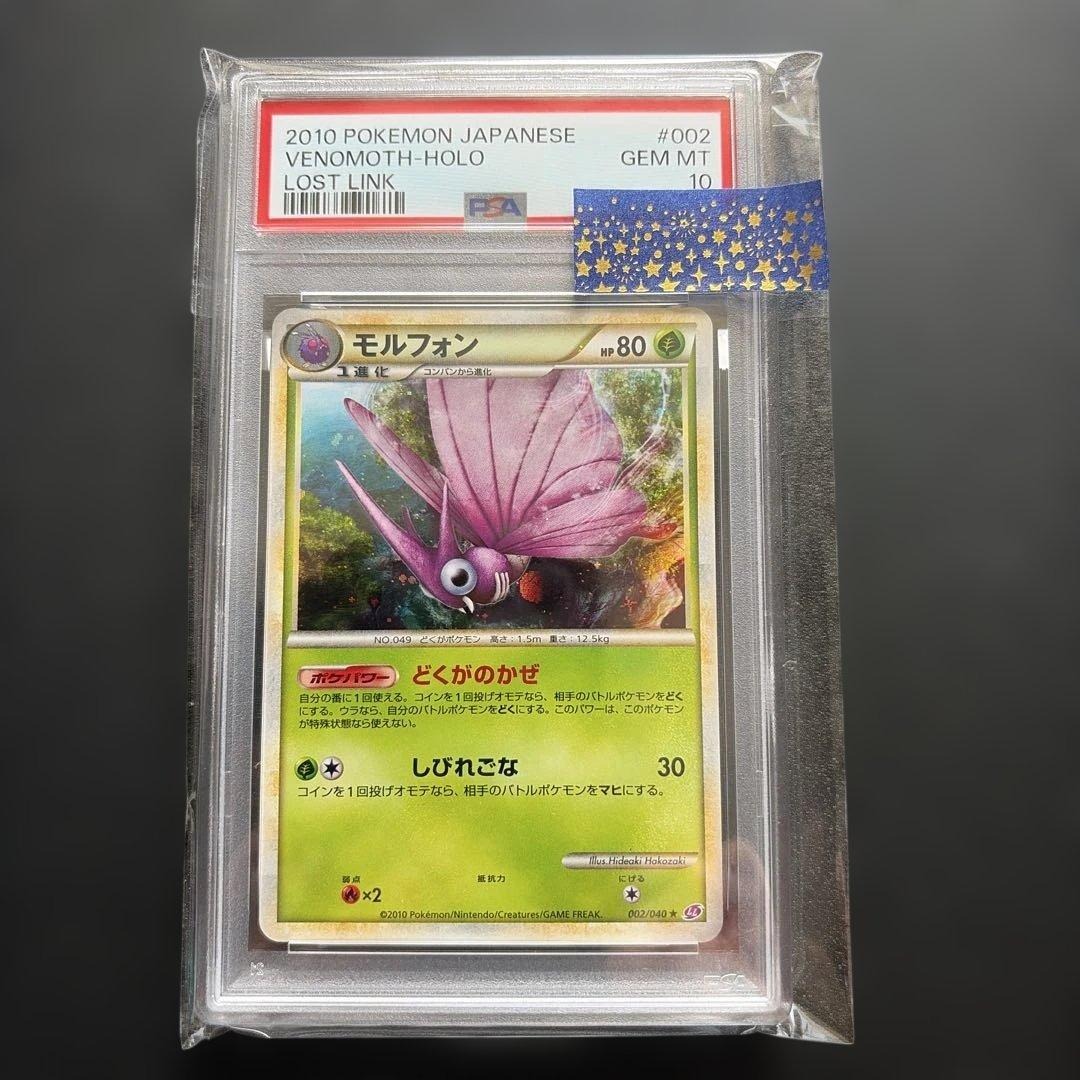 2010 POKEMON JAPANESE #002
VENOMOTH-HOLO GEM MT
LOST LINK 10
PSA
モルフォン HP80
1進化 コンパンから進化
NO.049 どくがポケモン 高さ:1.5m 重さ:12.5kg
ポケパワー どくがのかぜ
自分の番に1回使える。コインを1回投げオモテなら、相手のバトルポケモンをどく
にする。ウラなら、自分のバトルポケモンをどくにする。このパワーは、このポケモン
が特殊状態なら使えない。
しびれごな 30
コインを1回投げオモテなら、相手のバトルポケモンをマヒにする。
Illus.Hideaki Hakozaki
弱点 抵抗力 にげる
×2
©2010 Pokémon/Nintendo/Creatures/GAME FREAK. 002/040 ★ LL